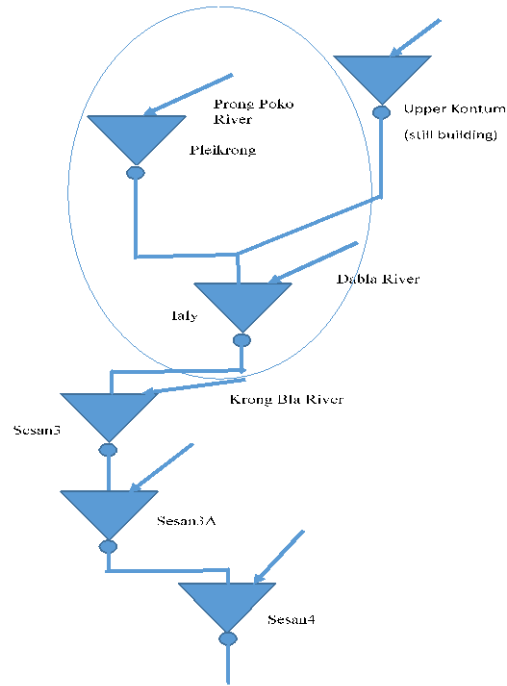 Prong Poko
River
Pleikrong
Upper Kontum
(still building)
Dabla River
Ialy
Krong Bla River
Sesan3
Sesan3A
Sesan4